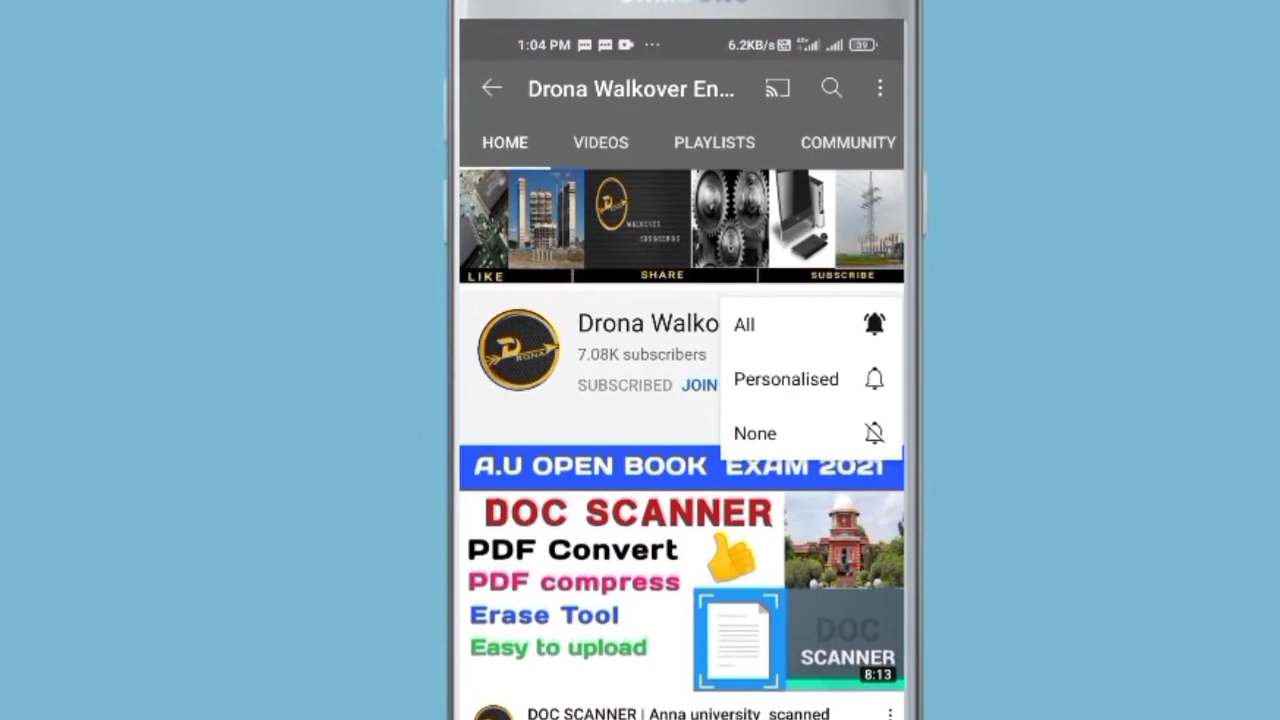 1:04 PM ... 6.2KB/s 39
Drona Walkover En...
HOME VIDEOS PLAYLISTS COMMUNITY
WALKOVER
LIKE SHARE SUBSCRIBE
Drona Walko
7.08K subscribers
SUBSCRIBED JOIN
All
Personalised
None
A.U OPEN BOOK EXAM 2021
DOC SCANNER
PDF Convert
PDF compress
Erase Tool
Easy to upload
DOC
SCANNER
8:13
DOC SCANNER | Anna university scanned